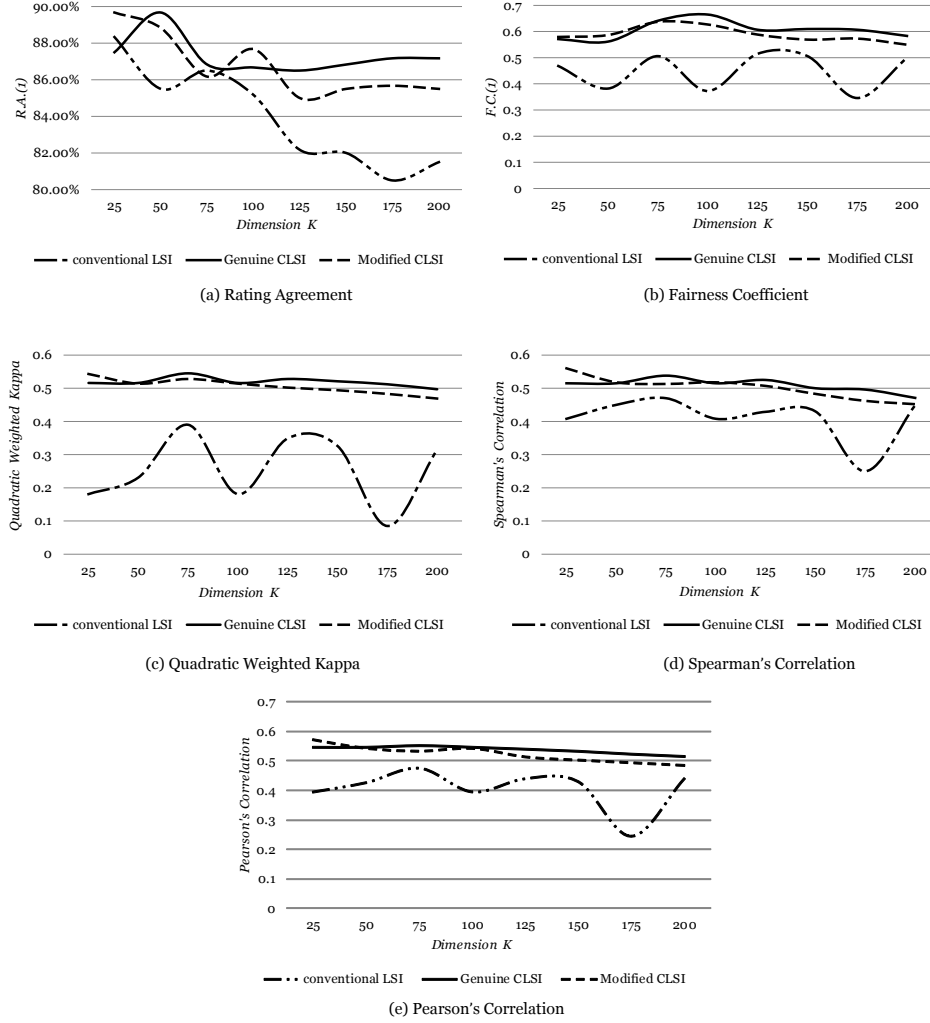 90.00%
88.00%
86.00%
84.00%
82.00%
80.00%
R.A.(1)
25 50 75 100 125 150 175 200
Dimension K
conventional LSI Genuine CLSI Modified CLSI
(a) Rating Agreement
0.7
0.6
0.5
0.4
0.3
0.2
0.1
0
F.C.(1)
25 50 75 100 125 150 175 200
Dimension K
conventional LSI Genuine CLSI Modified CLSI
(b) Fairness Coefficient
0.6
0.5
0.4
0.3
0.2
0.1
0
Quadratic Weighted Kappa
25 50 75 100 125 150 175 200
Dimension K
conventional LSI Genuine CLSI Modified CLSI
(c) Quadratic Weighted Kappa
0.6
0.5
0.4
0.3
0.2
0.1
0
Spearman's Correlation
25 50 75 100 125 150 175 200
Dimension K
conventional LSI Genuine CLSI Modified CLSI
(d) Spearman's Correlation
0.7
0.6
0.5
0.4
0.3
0.2
0.1
0
Pearson's Correlation
25 50 75 100 125 150 175 200
Dimension K
conventional LSI Genuine CLSI Modified CLSI
(e) Pearson's Correlation